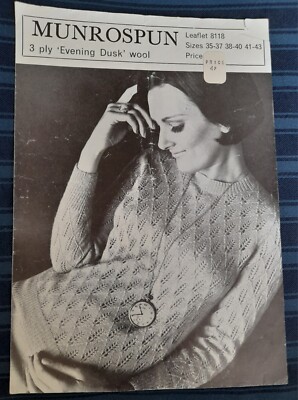 MUNROSPUN
3 ply 'Evening Dusk' wool
Leaflet 8118
Sizes 35-37 38-40 41-43
Price